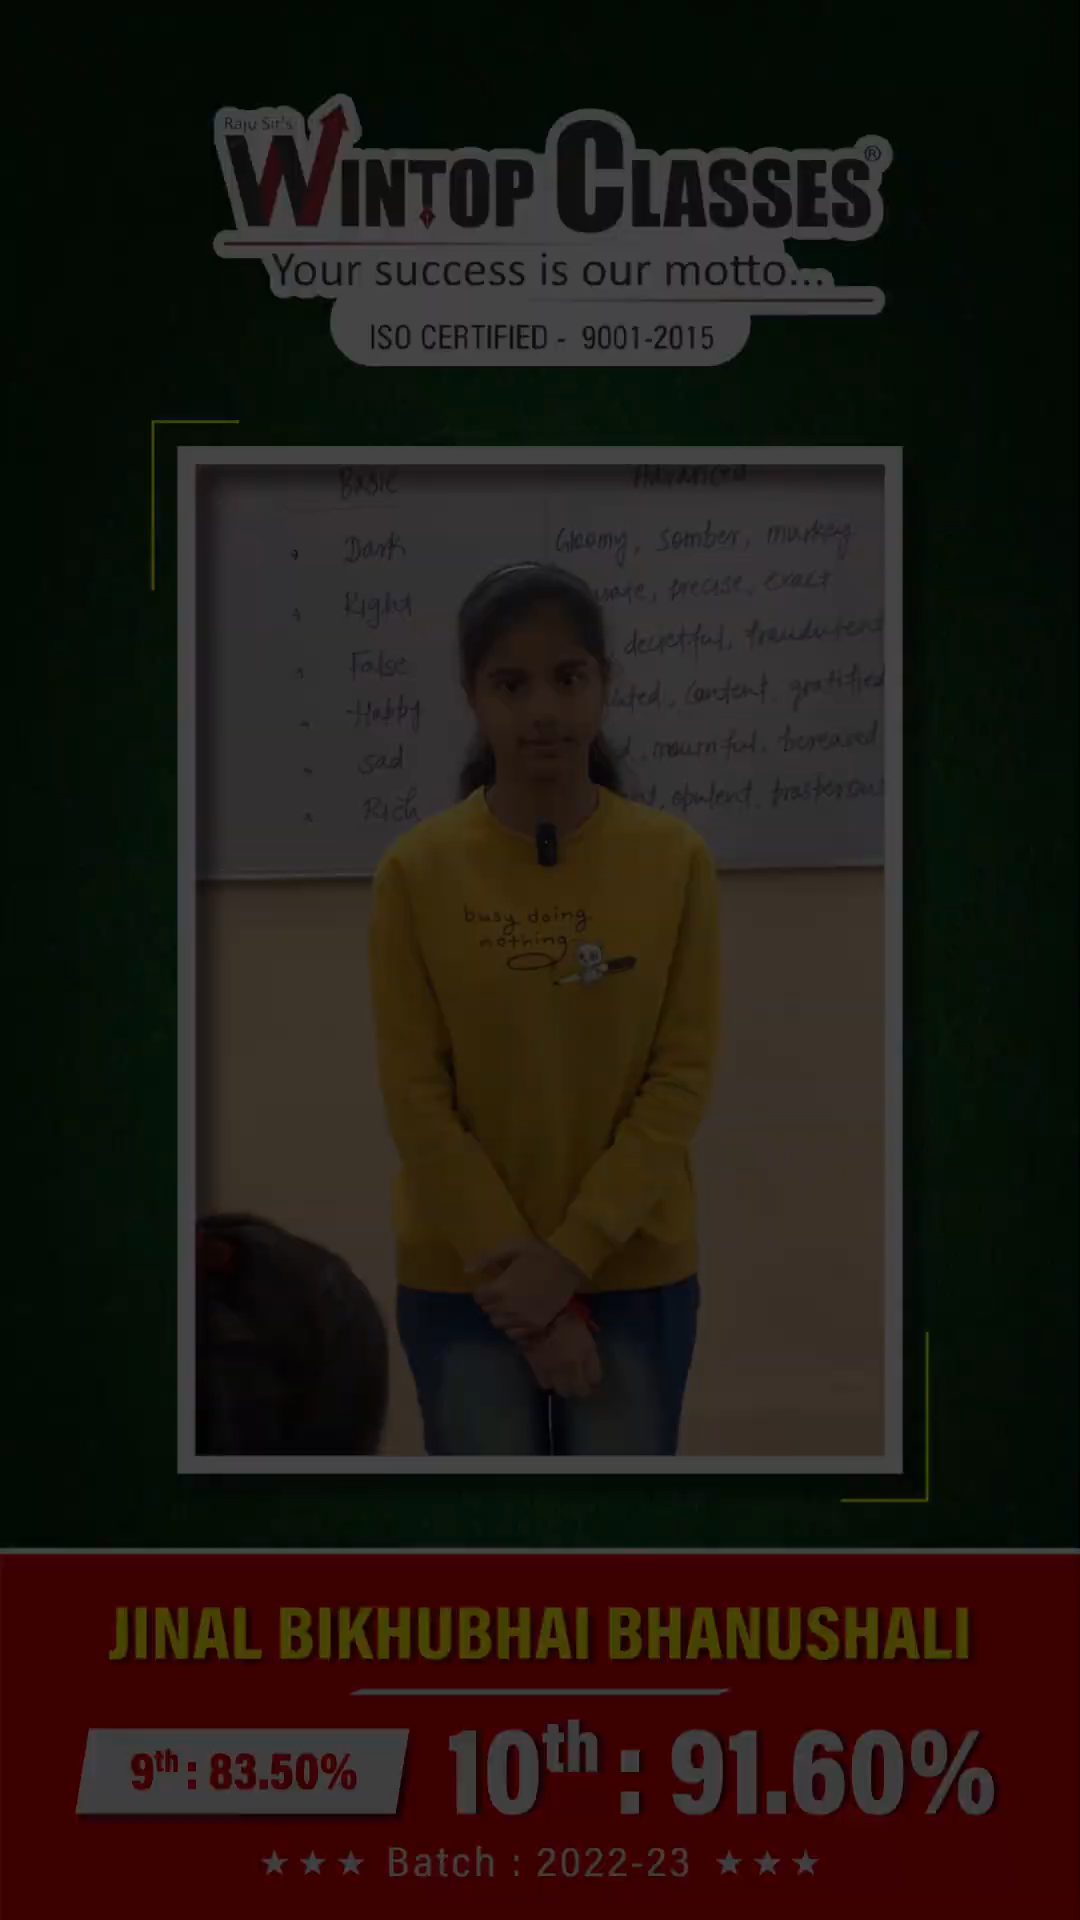 Raju Sir's
WINTOP CLASSES®
Your success is our motto...
ISO CERTIFIED - 9001-2015
Basic Advanced
Dark Gloomy, somber, murkey
Right precise, exact
False fraudulent
Happy content, gratified
sad mournful, bereaved
Rich opulent,
busy doing
nothing
JINAL BIKHUBHAI BHANUSHALI
9th : 83.50% 10th : 91.60%
★ ★ ★ Batch : 2022-23 ★ ★ ★